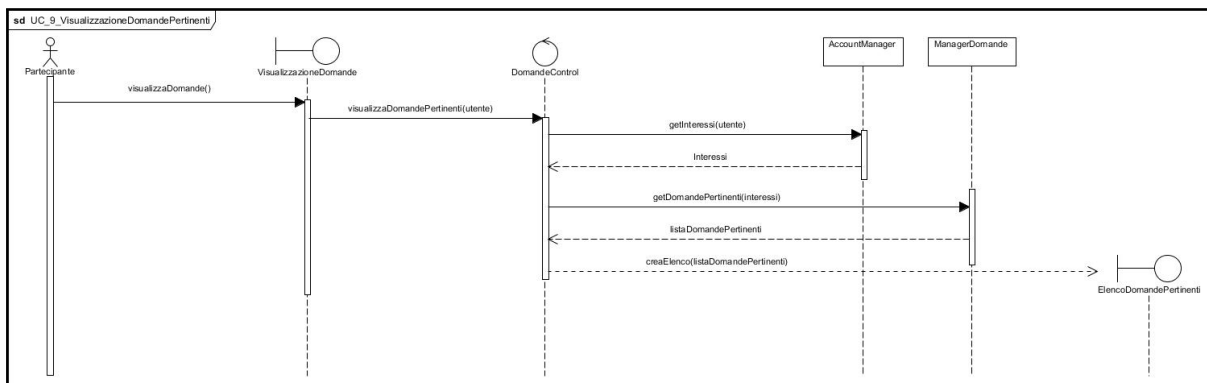 sd UC_9_VisualizzazioneDomandePertinenti
Partecipante
VisualizzazioneDomande
DomandeControl
AccountManager
ManagerDomande
visualizzaDomande()
visualizzaDomandePertinenti(utente)
getInteressi(utente)
Interessi
getDomandePertinenti(interessi)
listaDomandePertinenti
creaElenco(listaDomandePertinenti)
ElencoDomandePertinenti